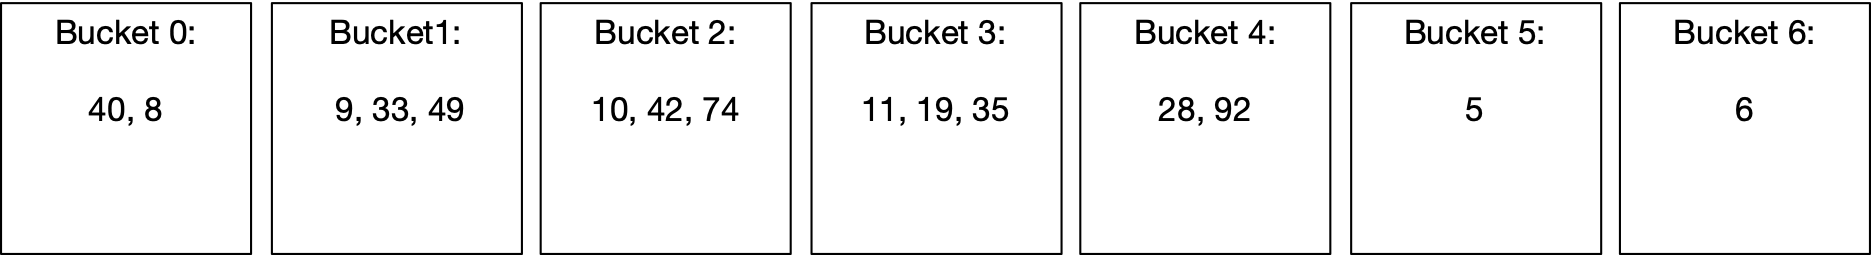 Bucket 0:
40, 8
Bucket1:
9, 33, 49
Bucket 2:
10, 42, 74
Bucket 3:
11, 19, 35
Bucket 4:
28, 92
Bucket 5:
5
Bucket 6:
6